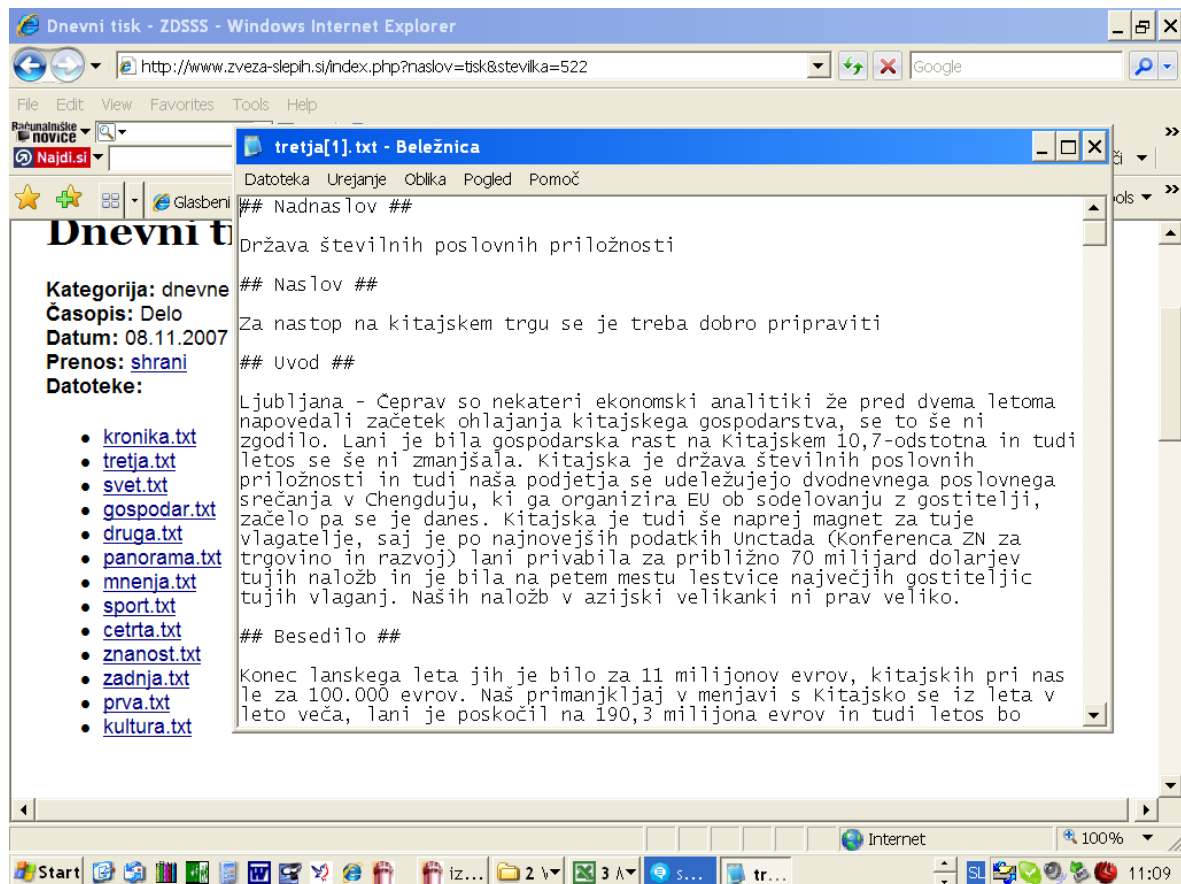 Dnevni tisk - ZDSSS - Windows Internet Explorer
http://www.zveza-slepih.si/index.php?naslov=tisk&stevilka=522
Google
File Edit View Favorites Tools Help
Računalniške novice
Najdi.si
Glasbeni
Dnevni
Kategorija: dnevne
Časopis: Delo
Datum: 08.11.2007
Prenos: shrani
Datoteke:
kronika.txt
tretja.txt
svet.txt
gospodar.txt
druga.txt
panorama.txt
mnenja.txt
sport.txt
cetrta.txt
znanost.txt
zadnja.txt
prva.txt
kultura.txt
tretja[1].txt - Beležnica
Datoteka Urejanje Oblika Pogled Pomoč
## Nadnaslov ##
Država številnih poslovnih priložnosti
## Naslov ##
Za nastop na kitajskem trgu se je treba dobro pripraviti
## Uvod ##
Ljubljana - Čeprav so nekateri ekonomski analitiki že pred dvema letoma
napovedali začetek ohlajanja kitajskega gospodarstva, se to še ni
zgodilo. Lani je bila gospodarska rast na Kitajskem 10,7-odstotna in tudi
letos se še ni zmanjšala. Kitajska je država številnih poslovnih
priložnosti in tudi naša podjetja se udeležujejo dvodnevnega poslovnega
srečanja v Chengduju, ki ga organizira EU ob sodelovanju z gostitelji,
začelo pa se je danes. Kitajska je tudi še naprej magnet za tuje
vlagatelje, saj je po najnovejših podatkih Unctada (Konferenca ZN za
trgovino in razvoj) lani privabila za približno 70 milijard dolarjev
tujih naložb in je bila na petem mestu lestvice največjih gostiteljic
tujih vlaganj. Naših naložb v azijski velikanki ni prav veliko.
## Besedilo ##
Konec lanskega leta jih je bilo za 11 milijonov evrov, kitajskih pri nas
le za 100.000 evrov. Naš primanjkljaj v menjavi s Kitajsko se iz leta v
leto veča, lani je poskočil na 190,3 milijona evrov in tudi letos bo
Internet
100%
Start iz... 2 3 s... tr... SL 11:09